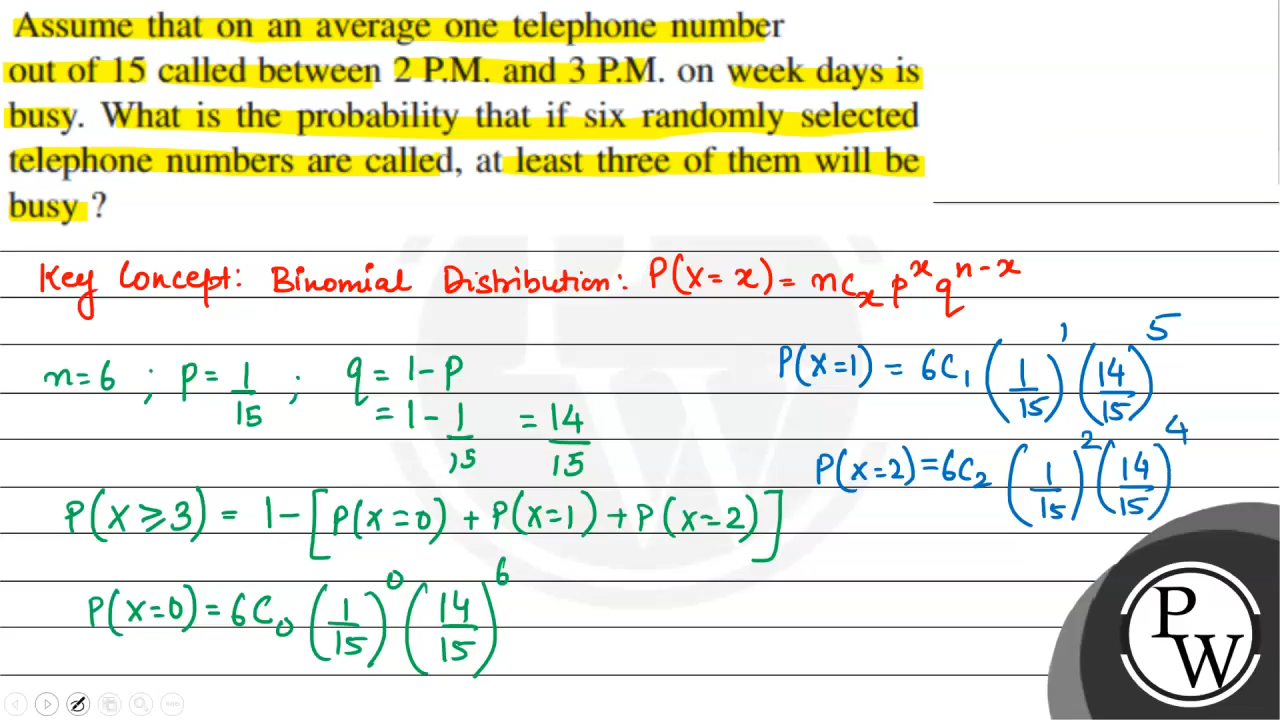 Assume that on an average one telephone number
out of 15 called between 2 P.M. and 3 P.M. on week days is
busy. What is the probability that if six randomly selected
telephone numbers are called, at least three of them will be
busy ?
Key Concept: Binomial Distribution: P(X = x) = nCₓ pˣ qⁿ⁻ˣ
n=6 ; p = 1/15 ; q = 1 - p
= 1 - 1/15 = 14/15
P(X ≥ 3) = 1 - [P(X=0) + P(X=1) + P(X=2)]
P(X=0) = 6C₀ (1/15)⁰ (14/15)⁶
P(X=1) = 6C₁ (1/15)¹ (14/15)⁵
P(X=2) = 6C₂ (1/15)² (14/15)⁴
P
W